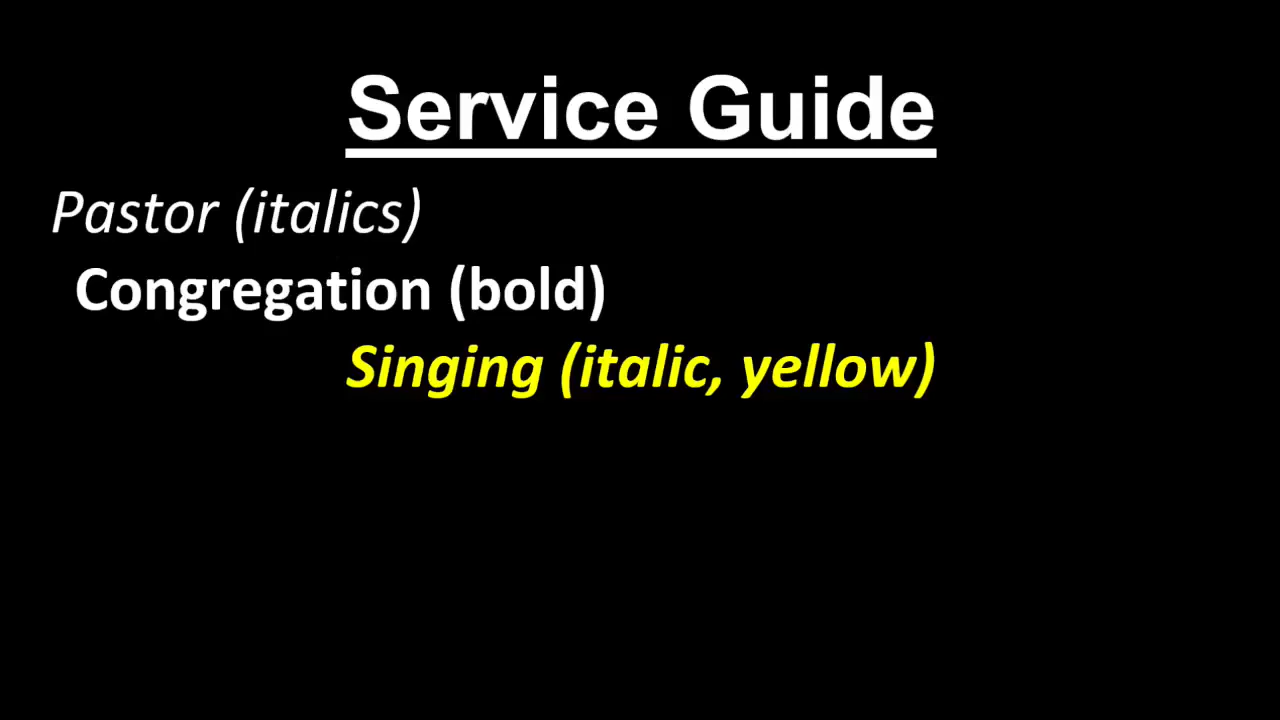 Service Guide
Pastor (italics)
Congregation (bold)
Singing (italic, yellow)